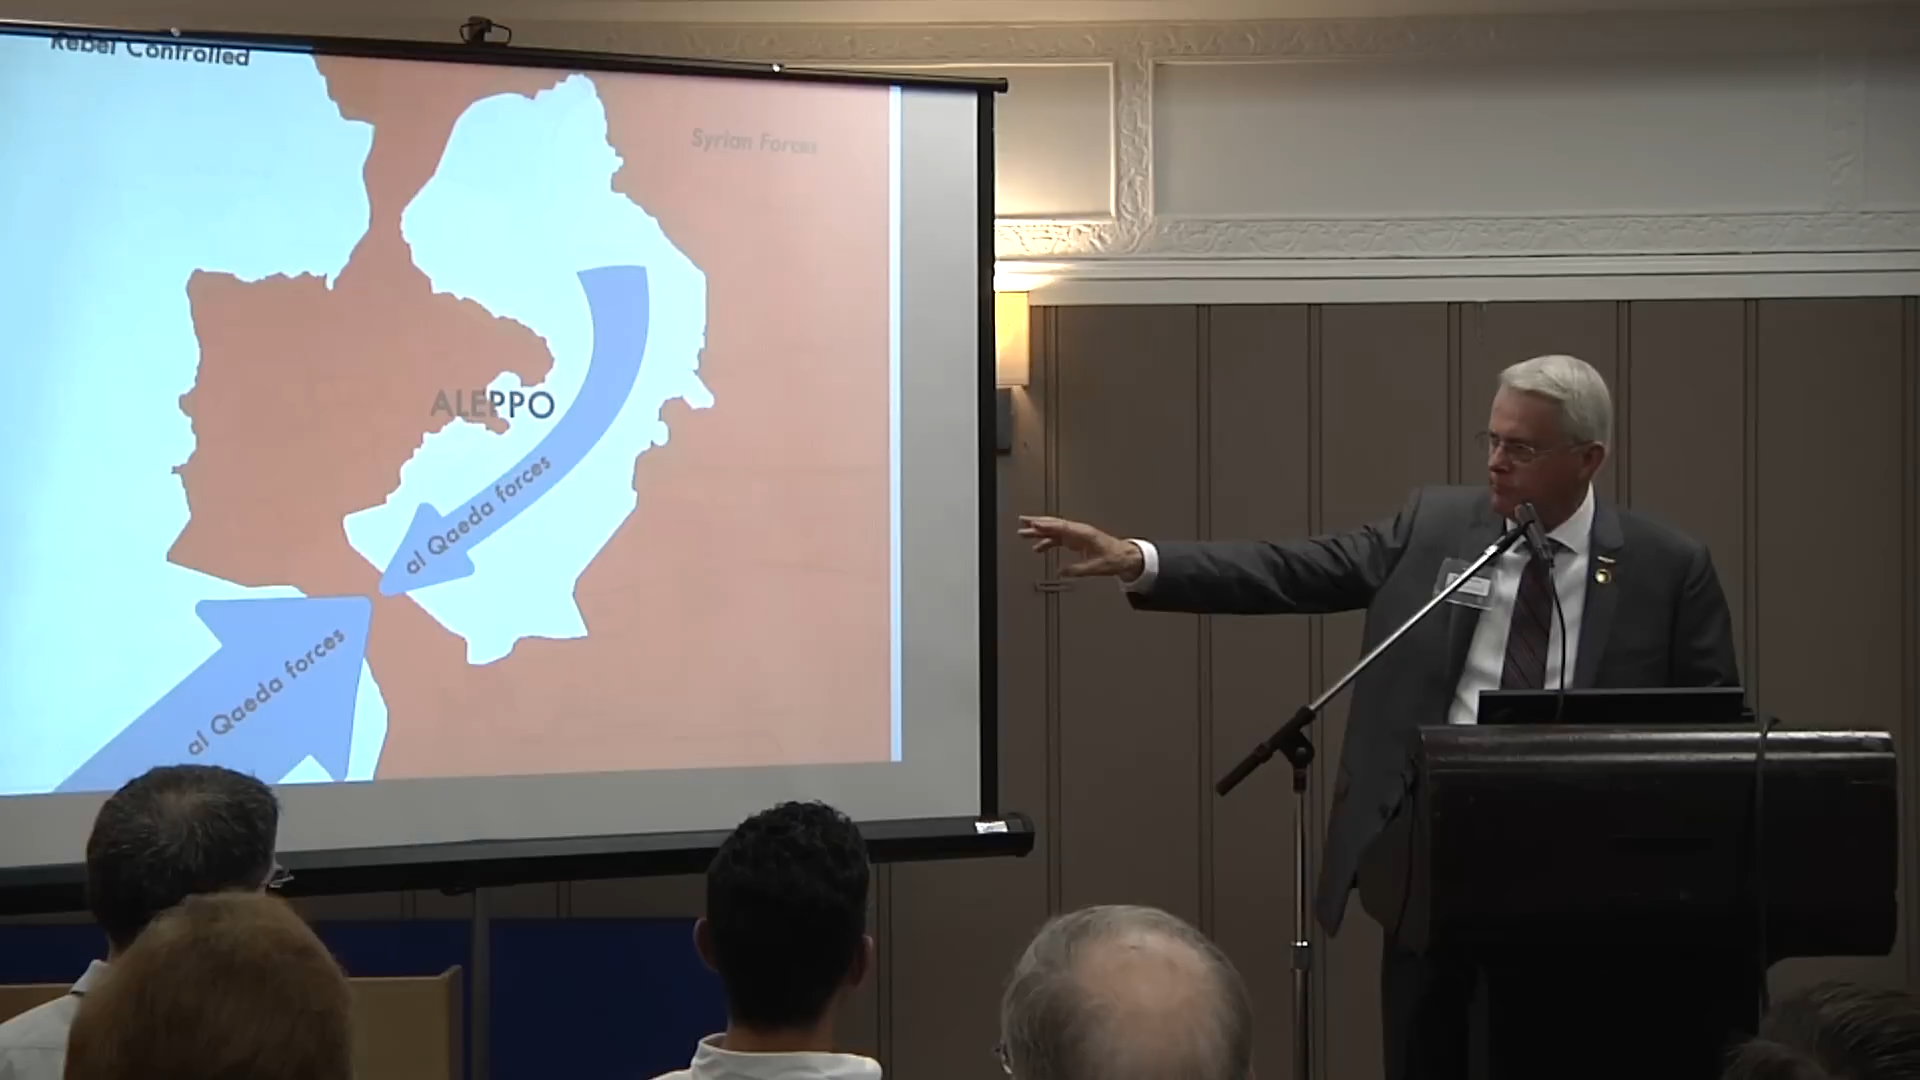 Rebel Controlled
Syrian Forces
ALEPPO
al Qaeda forces
al Qaeda forces